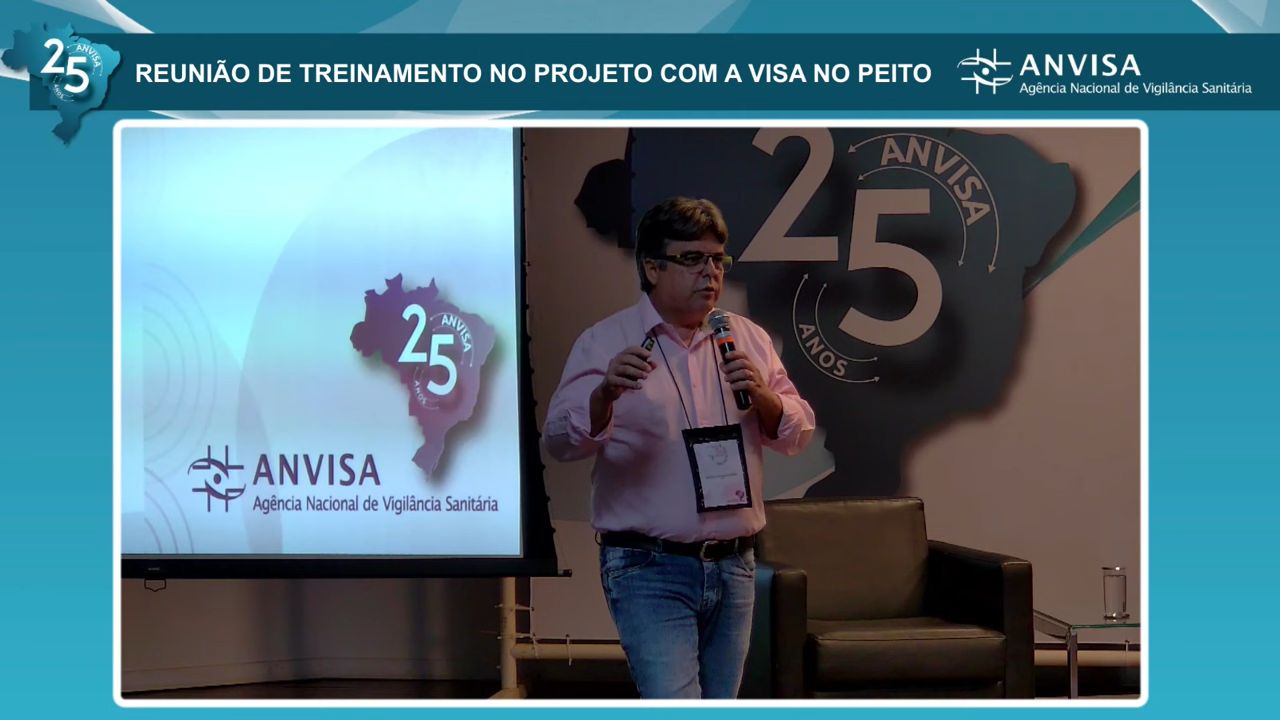 25
ANVISA
ANOS
REUNIÃO DE TREINAMENTO NO PROJETO COM A VISA NO PEITO
ANVISA
Agência Nacional de Vigilância Sanitária
25
ANVISA
ANOS
25
ANVISA
ANOS
ANVISA
Agência Nacional de Vigilância Sanitária